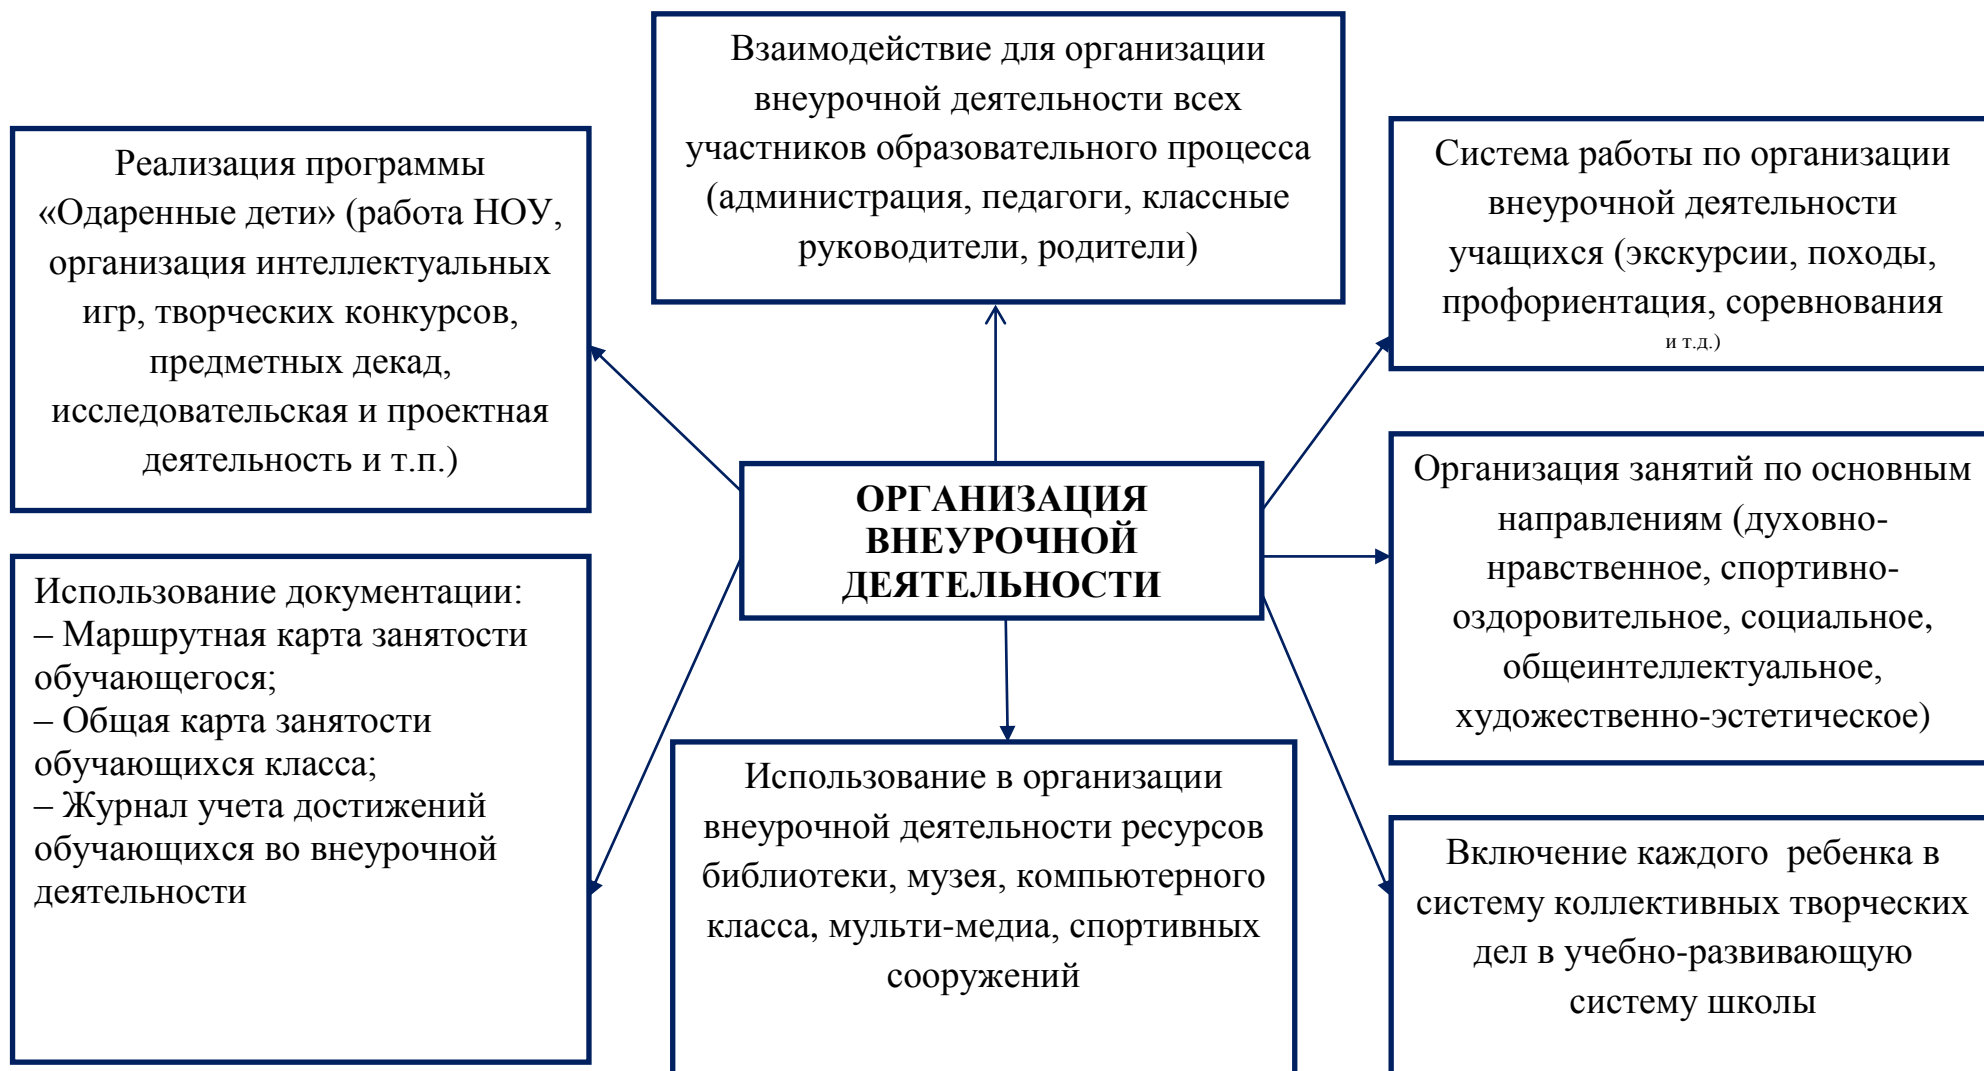 Взаимодействие для организации
внеурочной деятельности всех
участников образовательного процесса
(администрация, педагоги, классные
руководители, родители)
Реализация программы
«Одаренные дети» (работа НОУ,
организация интеллектуальных
игр, творческих конкурсов,
предметных декад,
исследовательская и проектная
деятельность и т.п.)
Система работы по организации
внеурочной деятельности
учащихся (экскурсии, походы,
профориентация, соревнования
и т.д.)
ОРГАНИЗАЦИЯ
ВНЕУРОЧНОЙ
ДЕЯТЕЛЬНОСТИ
Организация занятий по основным
направлениям (духовно-
нравственное, спортивно-
оздоровительное, социальное,
общеинтеллектуальное,
художественно-эстетическое)
Использование документации:
– Маршрутная карта занятости
обучающегося;
– Общая карта занятости
обучающихся класса;
– Журнал учета достижений
обучающихся во внеурочной
деятельности
Использование в организации
внеурочной деятельности ресурсов
библиотеки, музея, компьютерного
класса, мульти-медиа, спортивных
сооружений
Включение каждого  ребенка в
систему коллективных творческих
дел в учебно-развивающую
систему школы